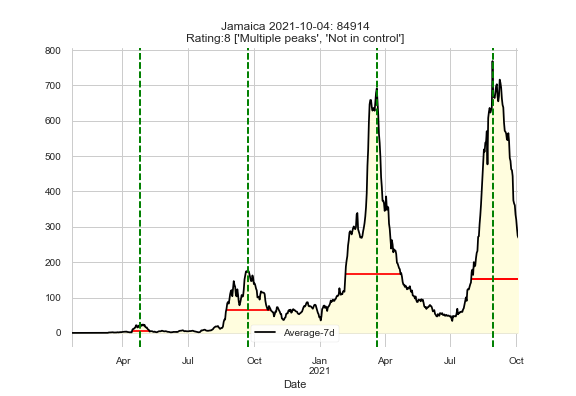 Jamaica 2021-10-04: 84914
Rating:8 ['Multiple peaks', 'Not in control']
800
700
600
500
400
300
200
100
0
Average-7d
Apr
Jul
Oct
Jan
2021
Apr
Jul
Oct
Date